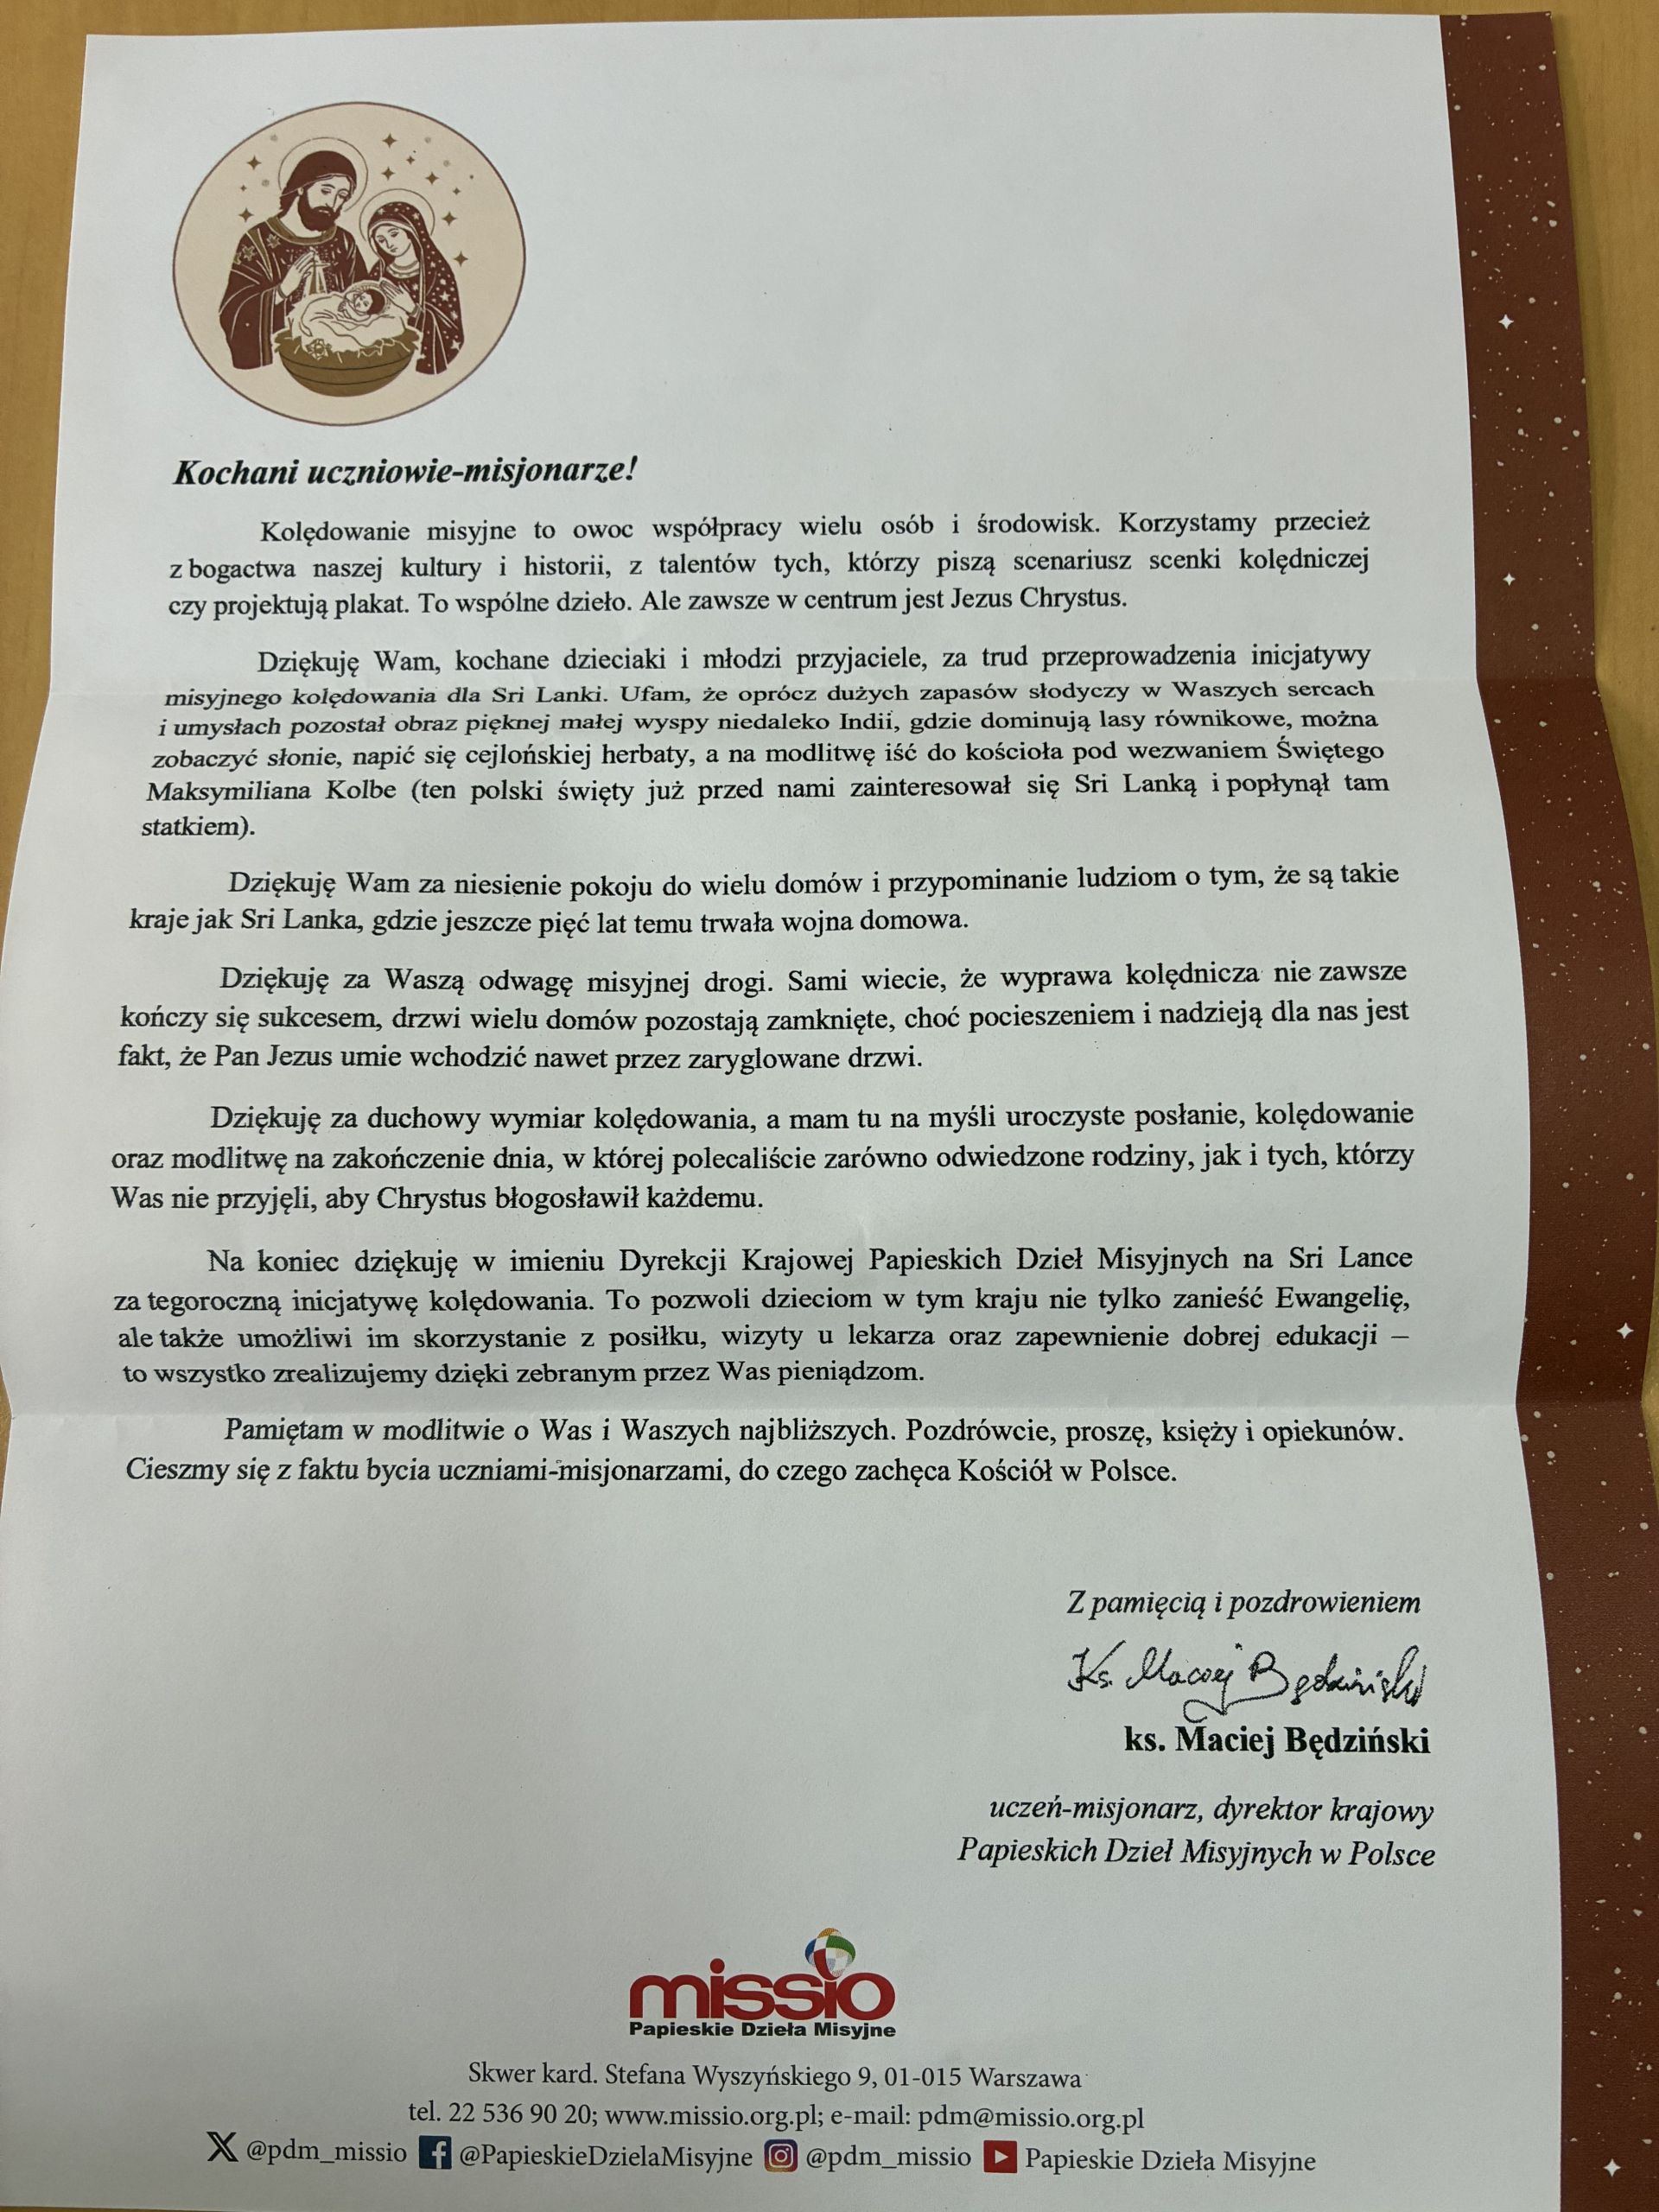 Kochani uczniowie-misjonarze!
Kolędowanie misyjne to owoc współpracy wielu osób i środowisk. Korzystamy przecież
z bogactwa naszej kultury i historii, z talentów tych, którzy piszą scenariusz scenki kolędniczej
czy projektują plakat. To wspólne dzieło. Ale zawsze w centrum jest Jezus Chrystus.
Dziękuję Wam, kochane dzieciaki i młodzi przyjaciele, za trud przeprowadzenia inicjatywy
misyjnego kolędowania dla Sri Lanki. Ufam, że oprócz dużych zapasów słodyczy w Waszych sercach
i umysłach pozostał obraz pięknej małej wyspy niedaleko Indii, gdzie dominują lasy równikowe, można
zobaczyć słonie, napić się cejlońskiej herbaty, a na modlitwę iść do kościoła pod wezwaniem Świętego
Maksymiliana Kolbe (ten polski święty już przed nami zainteresował się Sri Lanką i popłynął tam
statkiem).
Dziękuję Wam za niesienie pokoju do wielu domów i przypominanie ludziom o tym, że są takie
kraje jak Sri Lanka, gdzie jeszcze pięć lat temu trwała wojna domowa.
Dziękuję za Waszą odwagę misyjnej drogi. Sami wiecie, że wyprawa kolędnicza nie zawsze
kończy się sukcesem, drzwi wielu domów pozostają zamknięte, choć pocieszeniem i nadzieją dla nas jest
fakt, że Pan Jezus umie wchodzić nawet przez zaryglowane drzwi.
Dziękuję za duchowy wymiar kolędowania, a mam tu na myśli uroczyste posłanie, kolędowanie
oraz modlitwę na zakończenie dnia, w której polecaliście zarówno odwiedzone rodziny, jak i tych, którzy
Was nie przyjęli, aby Chrystus błogosławił każdemu.
Na koniec dziękuję w imieniu Dyrekcji Krajowej Papieskich Dzieł Misyjnych na Sri Lance
za tegoroczną inicjatywę kolędowania. To pozwoli dzieciom w tym kraju nie tylko zanieść Ewangelię,
ale także umożliwi im skorzystanie z posiłku, wizyty u lekarza oraz zapewnienie dobrej edukacji –
to wszystko zrealizujemy dzięki zebranym przez Was pieniądzom.
Pamiętam w modlitwie o Was i Waszych najbliższych. Pozdrówcie, proszę, księży i opiekunów.
Cieszmy się z faktu bycia uczniami-misjonarzami, do czego zachęca Kościół w Polsce.
Z pamięcią i pozdrowieniem
Ks. Maciej Będziński
ks. Maciej Będziński
uczeń-misjonarz, dyrektor krajowy
Papieskich Dzieł Misyjnych w Polsce
missio
Papieskie Dzieła Misyjne
Skwer kard. Stefana Wyszyńskiego 9, 01-015 Warszawa
tel. 22 536 90 20; www.missio.org.pl; e-mail: pdm@missio.org.pl
X @pdm_missio f @PapieskieDzielaMisyjne @pdm_missio Papieskie Dzieła Misyjne